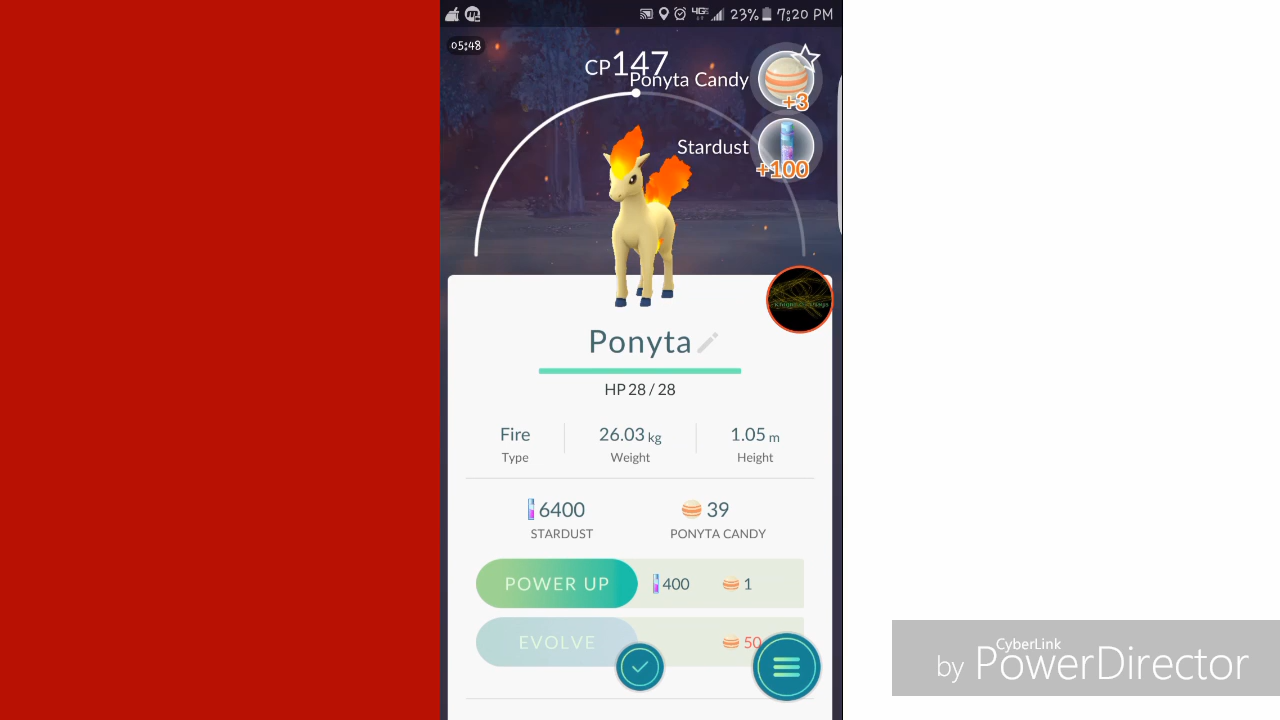 4G 23% 7:20 PM
05:48
CP147
Ponyta Candy
+3
Stardust
+100
Ponyta
HP 28 / 28
Fire 26.03 kg 1.05 m
Type Weight Height
6400 39
STARDUST PONYTA CANDY
POWER UP 400 1
EVOLVE 50
CyberLink
by PowerDirector